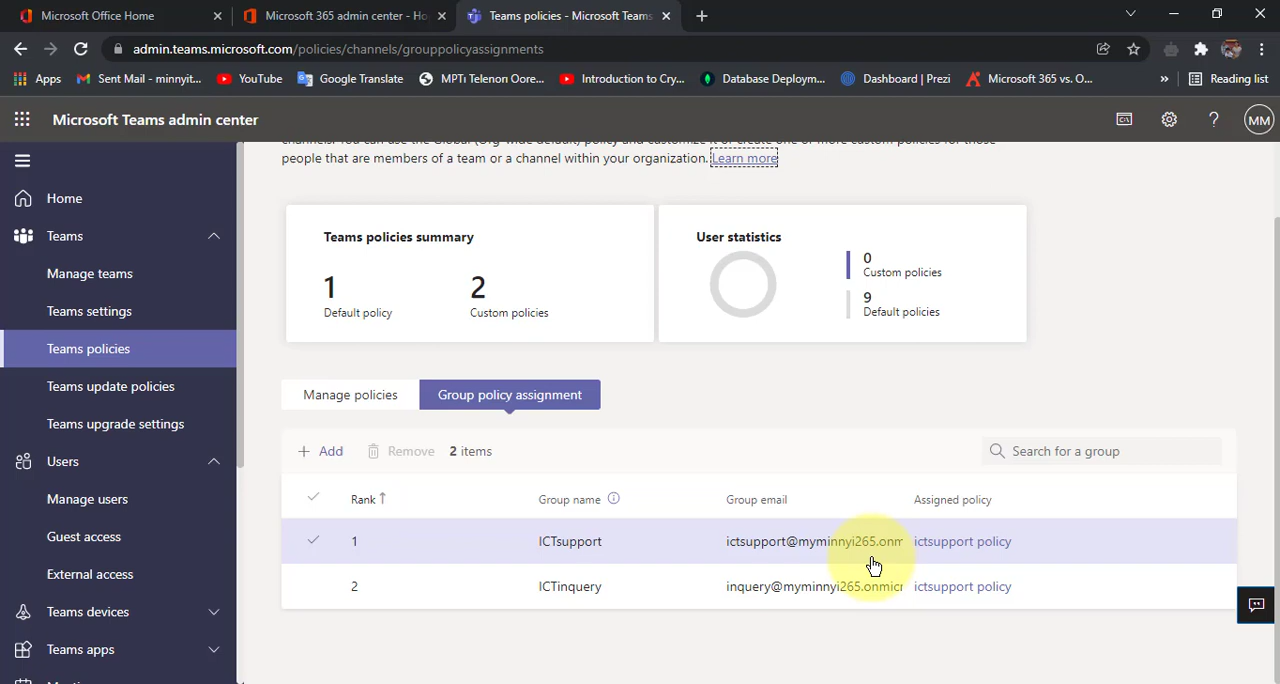 Microsoft Office Home
Microsoft 365 admin center - Ho
Teams policies - Microsoft Teams
admin.teams.microsoft.com/policies/channels/grouppolicyassignments
Apps
Sent Mail - minnyit...
YouTube
Google Translate
MPTi Telenon Oore...
Introduction to Cry...
Database Deploym...
Dashboard | Prezi
Microsoft 365 vs. O...
»
Reading list
Microsoft Teams admin center
MM
people that are members of a team or a channel within your organization. Learn more
Home
Teams
Manage teams
Teams settings
Teams policies
Teams update policies
Teams upgrade settings
Users
Manage users
Guest access
External access
Teams devices
Teams apps
Teams policies summary
1
Default policy
2
Custom policies
User statistics
0
Custom policies
9
Default policies
Manage policies
Group policy assignment
+ Add
Remove
2 items
Search for a group
Rank ↑
Group name
Group email
Assigned policy
1
ICTsupport
ictsupport@myminnyi265.onm
ictsupport policy
2
ICTinquery
inquery@myminnyi265.onmicr
ictsupport policy